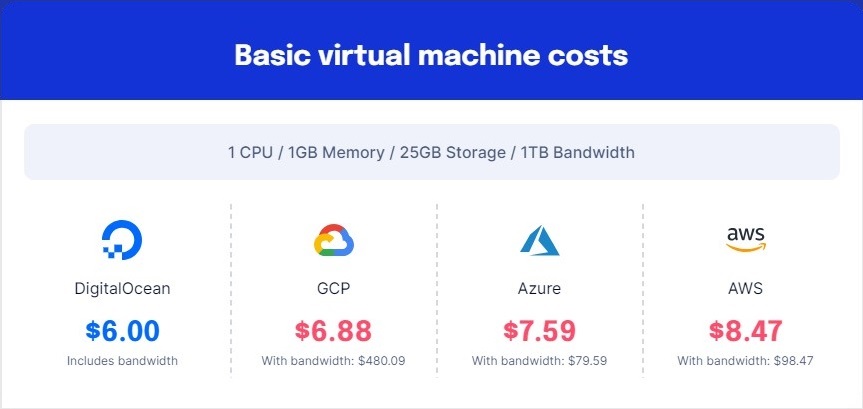 Basic virtual machine costs
1 CPU / 1GB Memory / 25GB Storage / 1TB Bandwidth
aws
DigitalOcean
GCP
Azure
AWS
$6.00
$6.88
$7.59
$8.47
Includes bandwidth
With bandwidth: $480.09
With bandwidth: $79.59
With bandwidth: $98.47